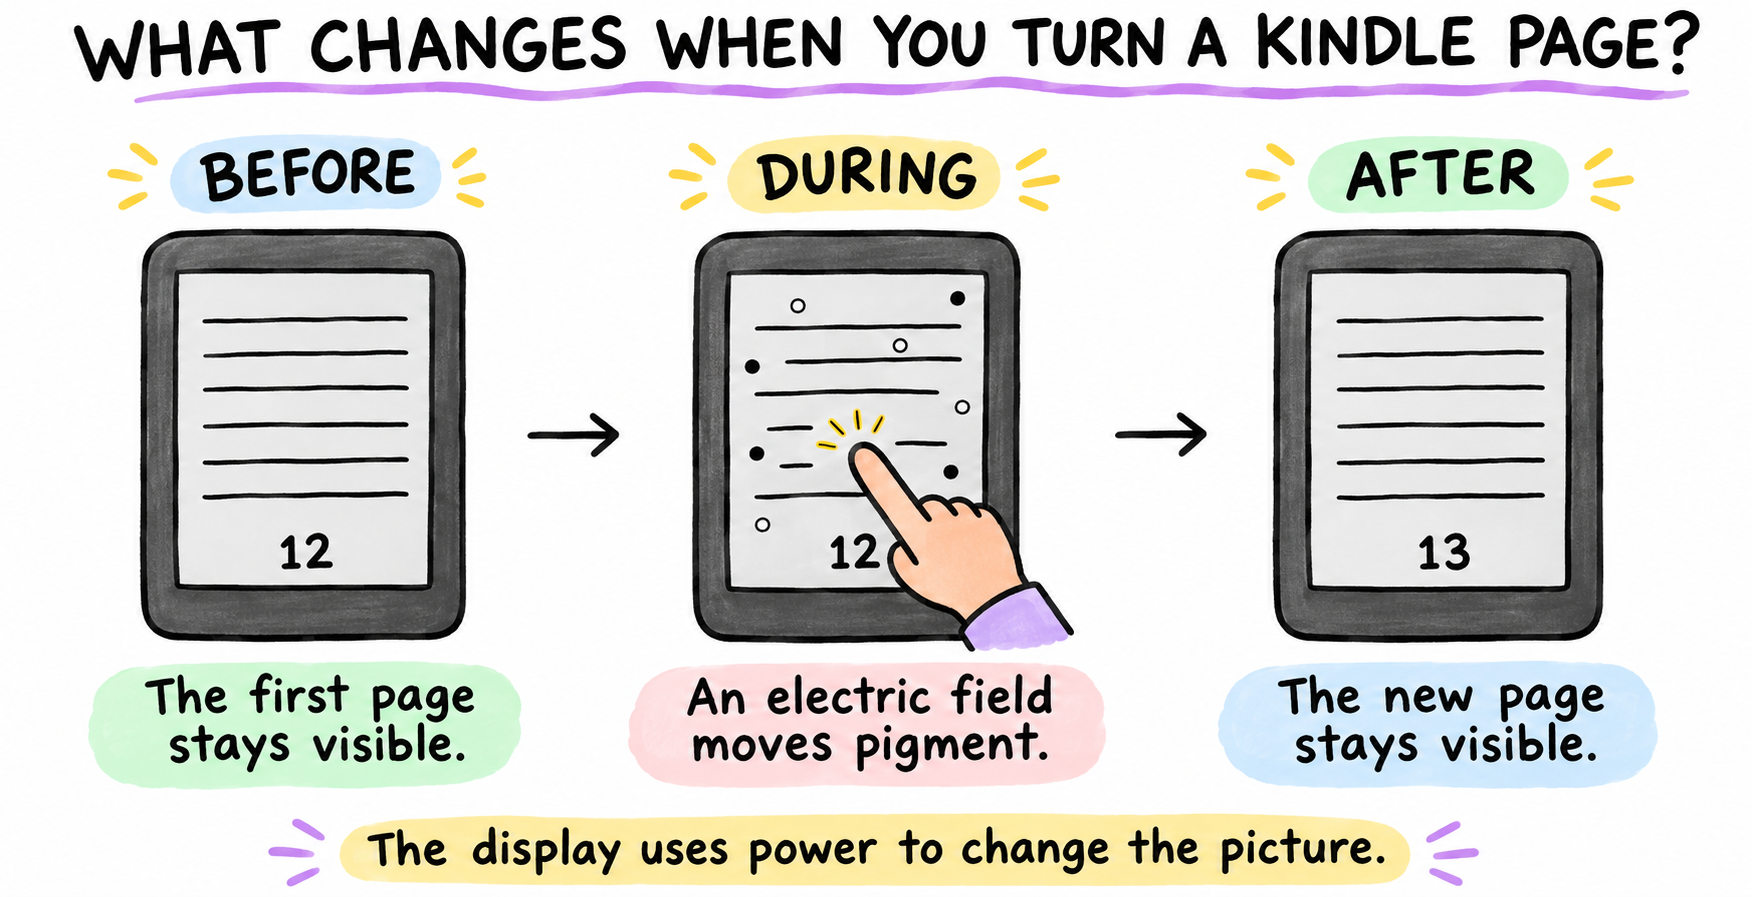 WHAT CHANGES WHEN YOU TURN A KINDLE PAGE?
BEFORE
DURING
AFTER
12
12
13
The first page
stays visible.
An electric field
moves pigment.
The new page
stays visible.
The display uses power to change the picture.